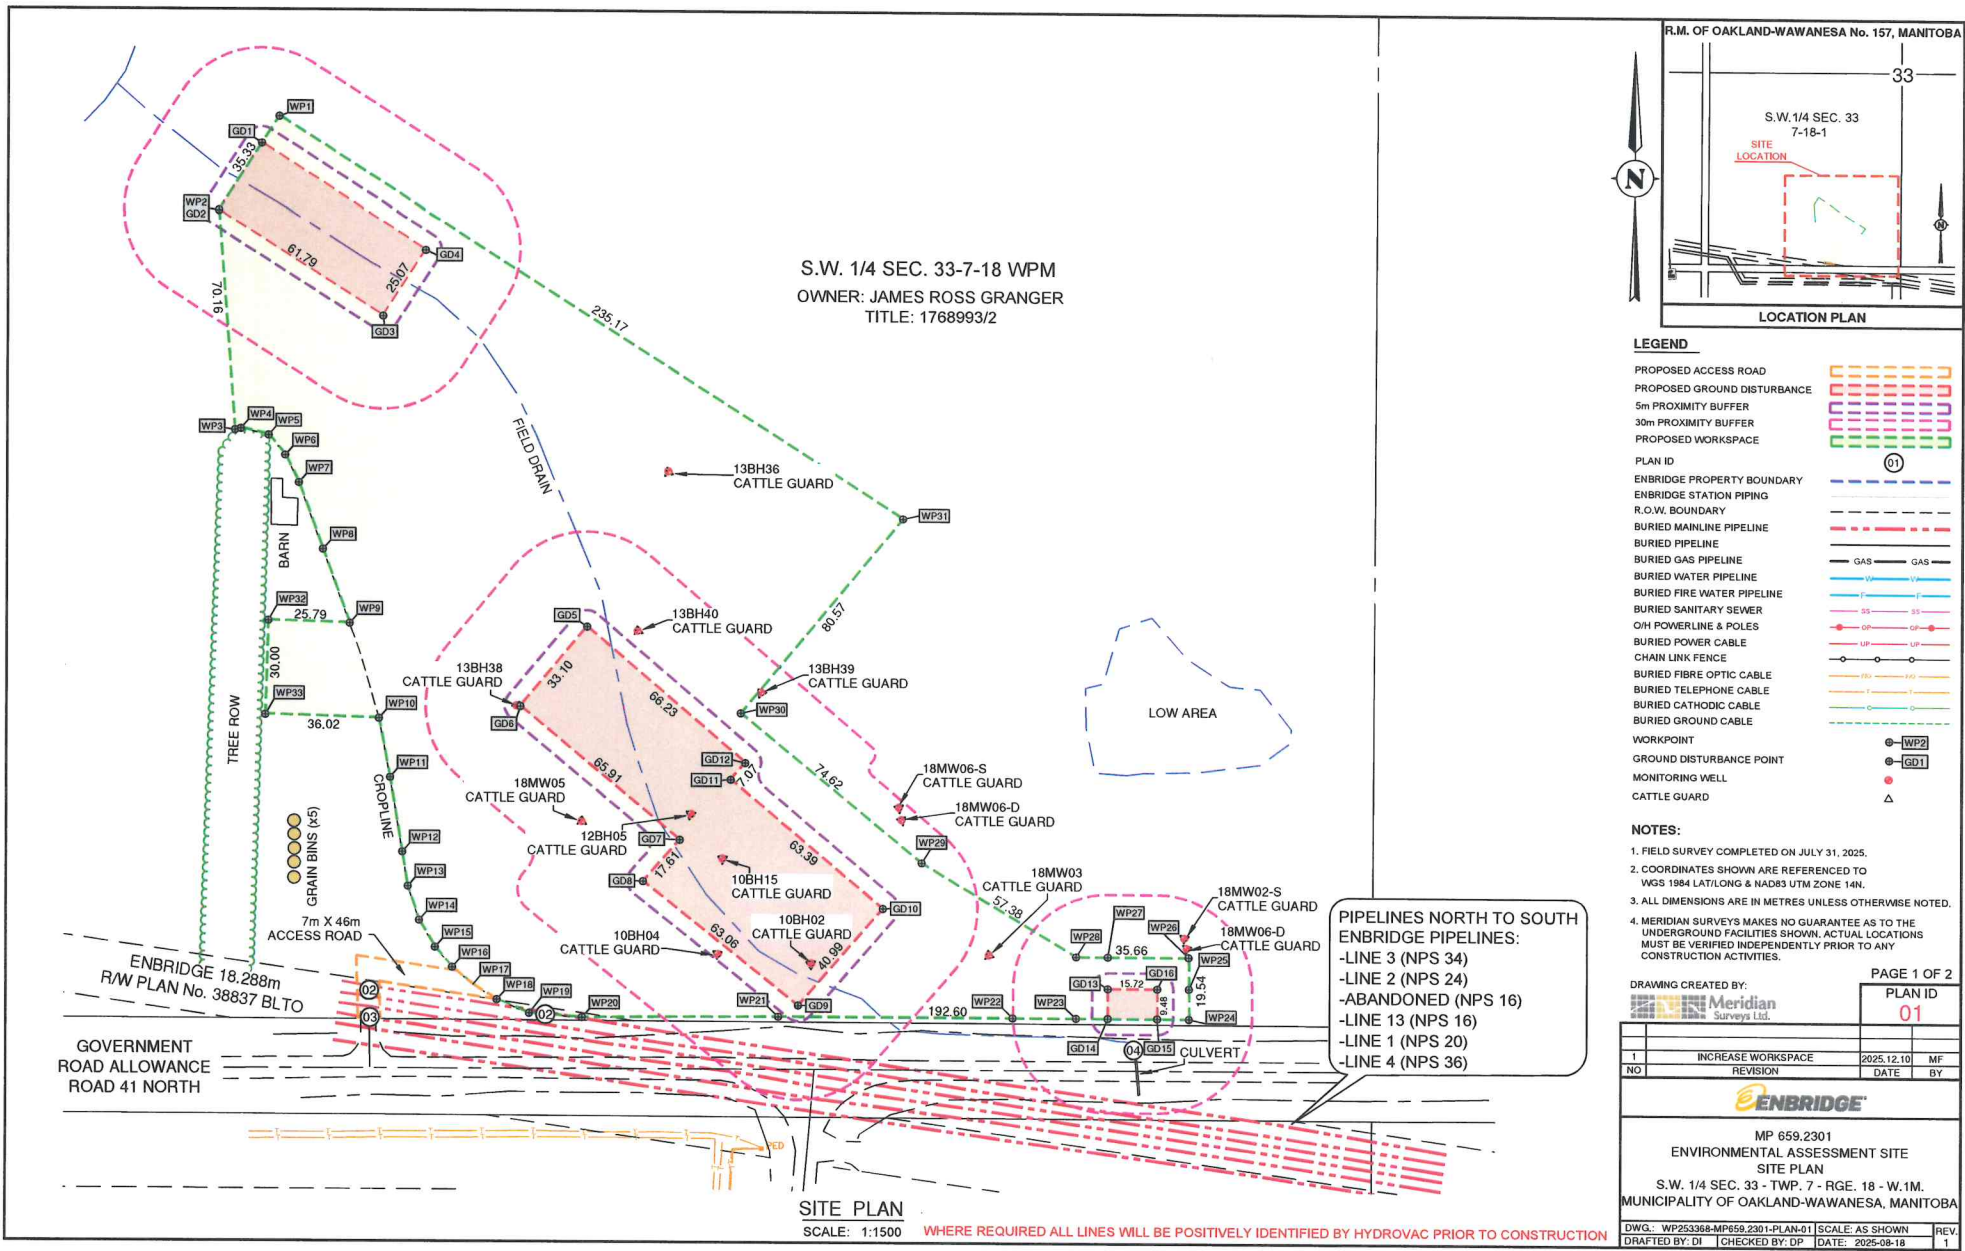 R.M. OF OAKLAND-WAWANESA No. 157, MANITOBA
33
S.W.1/4 SEC. 33
7-18-1
SITE
LOCATION
N
LOCATION PLAN
N
S.W. 1/4 SEC. 33-7-18 WPM
OWNER: JAMES ROSS GRANGER
TITLE: 1768993/2
WP1
GD1
35.33
WP2
GD2
61.79
25.07
GD4
GD3
70.16
235.17
WP3
WP4
WP5
WP6
WP7
BARN
WP8
WP32
25.79
WP9
30.00
WP33
36.02
WP10
TREE ROW
WP11
CROPLINE
WP12
GRAIN BINS (x5)
WP13
WP14
WP15
WP16
WP17
WP18
WP19
WP20
7m X 46m
ACCESS ROAD
02
03
02
ENBRIDGE 18.288m
R/W PLAN No. 38837 BLTO
GOVERNMENT
ROAD ALLOWANCE
ROAD 41 NORTH
FIELD DRAIN
13BH36
CATTLE GUARD
WP31
80.57
GD5
13BH40
CATTLE GUARD
13BH38
CATTLE GUARD
33.10
GD6
66.23
13BH39
CATTLE GUARD
WP30
65.91
GD12
GD11
7.07
74.62
18MW05
CATTLE GUARD
12BH05
CATTLE GUARD
GD7
17.61
GD8
63.39
10BH15
CATTLE GUARD
10BH02
CATTLE GUARD
10BH04
CATTLE GUARD
63.06
40.99
GD10
GD9
WP21
18MW06-S
CATTLE GUARD
18MW06-D
CATTLE GUARD
WP29
57.38
18MW03
CATTLE GUARD
LOW AREA
18MW02-S
CATTLE GUARD
18MW06-D
CATTLE GUARD
WP28
WP27
WP26
35.66
WP25
GD13
15.72
GD16
9.48
19.54
192.60
WP22
WP23
WP24
GD14
GD15
04
CULVERT
PED
PIPELINES NORTH TO SOUTH
ENBRIDGE PIPELINES:
-LINE 3 (NPS 34)
-LINE 2 (NPS 24)
-ABANDONED (NPS 16)
-LINE 13 (NPS 16)
-LINE 1 (NPS 20)
-LINE 4 (NPS 36)
SITE PLAN
SCALE: 1:1500
WHERE REQUIRED ALL LINES WILL BE POSITIVELY IDENTIFIED BY HYDROVAC PRIOR TO CONSTRUCTION
LEGEND
PROPOSED ACCESS ROAD
PROPOSED GROUND DISTURBANCE
5m PROXIMITY BUFFER
30m PROXIMITY BUFFER
PROPOSED WORKSPACE
PLAN ID 01
ENBRIDGE PROPERTY BOUNDARY
ENBRIDGE STATION PIPING
R.O.W. BOUNDARY
BURIED MAINLINE PIPELINE
BURIED PIPELINE
BURIED GAS PIPELINE GAS GAS
BURIED WATER PIPELINE W W
BURIED FIRE WATER PIPELINE F F
BURIED SANITARY SEWER SS SS
O/H POWERLINE & POLES OP OP
BURIED POWER CABLE UP UP
CHAIN LINK FENCE
BURIED FIBRE OPTIC CABLE
BURIED TELEPHONE CABLE T T
BURIED CATHODIC CABLE
BURIED GROUND CABLE
WORKPOINT WP2
GROUND DISTURBANCE POINT GD1
MONITORING WELL
CATTLE GUARD
NOTES:
1. FIELD SURVEY COMPLETED ON JULY 31, 2025.
2. COORDINATES SHOWN ARE REFERENCED TO
WGS 1984 LAT/LONG & NAD83 UTM ZONE 14N.
3. ALL DIMENSIONS ARE IN METRES UNLESS OTHERWISE NOTED.
4. MERIDIAN SURVEYS MAKES NO GUARANTEE AS TO THE
UNDERGROUND FACILITIES SHOWN. ACTUAL LOCATIONS
MUST BE VERIFIED INDEPENDENTLY PRIOR TO ANY
CONSTRUCTION ACTIVITIES.
PAGE 1 OF 2
DRAWING CREATED BY:
Meridian
Surveys Ltd.
PLAN ID
01
1 INCREASE WORKSPACE 2025.12.10 MF
NO REVISION DATE BY
ENBRIDGE
MP 659.2301
ENVIRONMENTAL ASSESSMENT SITE
SITE PLAN
S.W. 1/4 SEC. 33 - TWP. 7 - RGE. 18 - W.1M.
MUNICIPALITY OF OAKLAND-WAWANESA, MANITOBA
DWG.: WP253368-MP659.2301-PLAN-01 SCALE: AS SHOWN REV.
DRAFTED BY: DI CHECKED BY: DP DATE: 2025-08-18 1